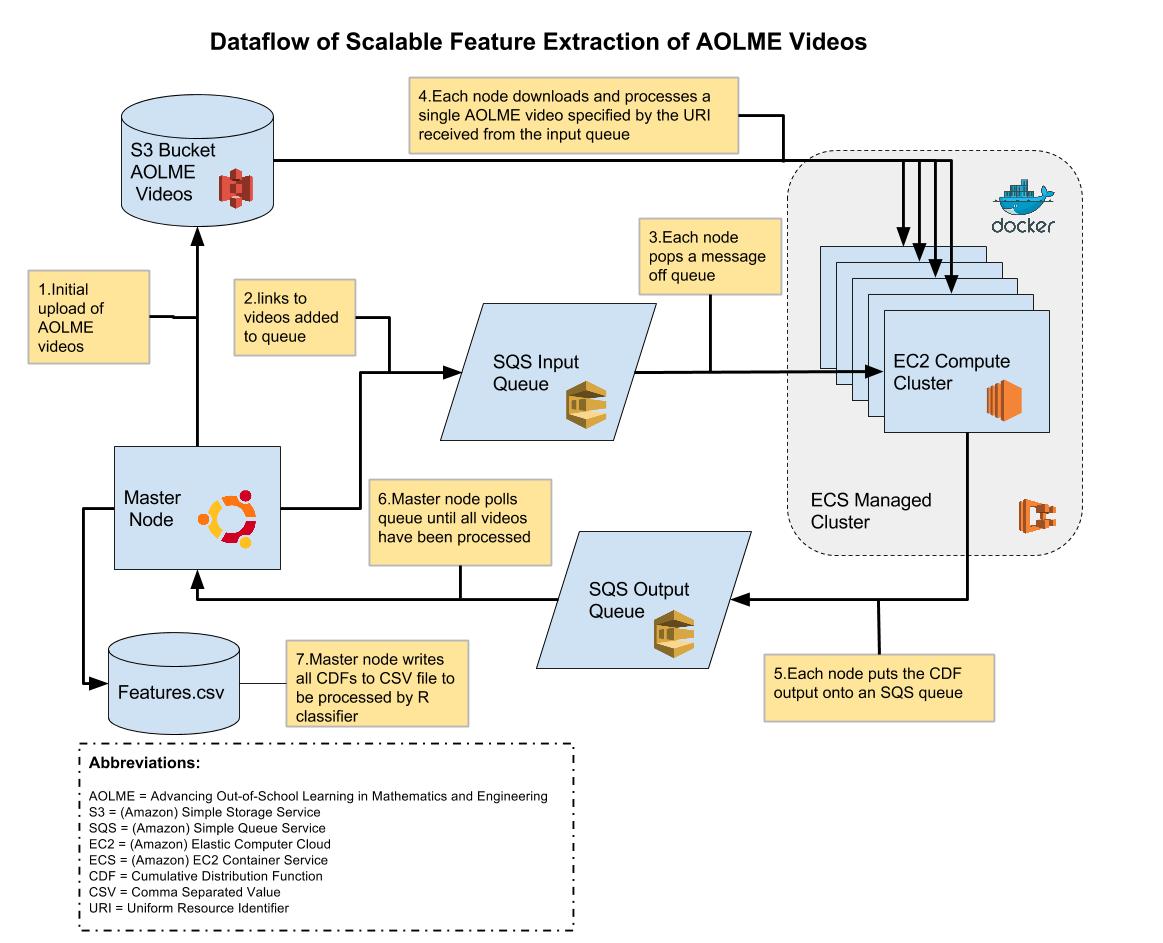 Dataflow of Scalable Feature Extraction of AOLME Videos
4.Each node downloads and processes a
single AOLME video specified by the URI
received from the input queue
S3 Bucket
AOLME
Videos
docker
3.Each node
pops a message
off queue
1.Initial
upload of
AOLME
videos
2.links to
videos added
to queue
SQS Input
Queue
EC2 Compute
Cluster
Master
Node
6.Master node polls
queue until all videos
have been processed
ECS Managed
Cluster
SQS Output
Queue
Features.csv
7.Master node writes
all CDFs to CSV file to
be processed by R
classifier
5.Each node puts the CDF
output onto an SQS queue
Abbreviations:
AOLME = Advancing Out-of-School Learning in Mathematics and Engineering
S3 = (Amazon) Simple Storage Service
SQS = (Amazon) Simple Queue Service
EC2 = (Amazon) Elastic Computer Cloud
ECS = (Amazon) EC2 Container Service
CDF = Cumulative Distribution Function
CSV = Comma Separated Value
URI = Uniform Resource Identifier